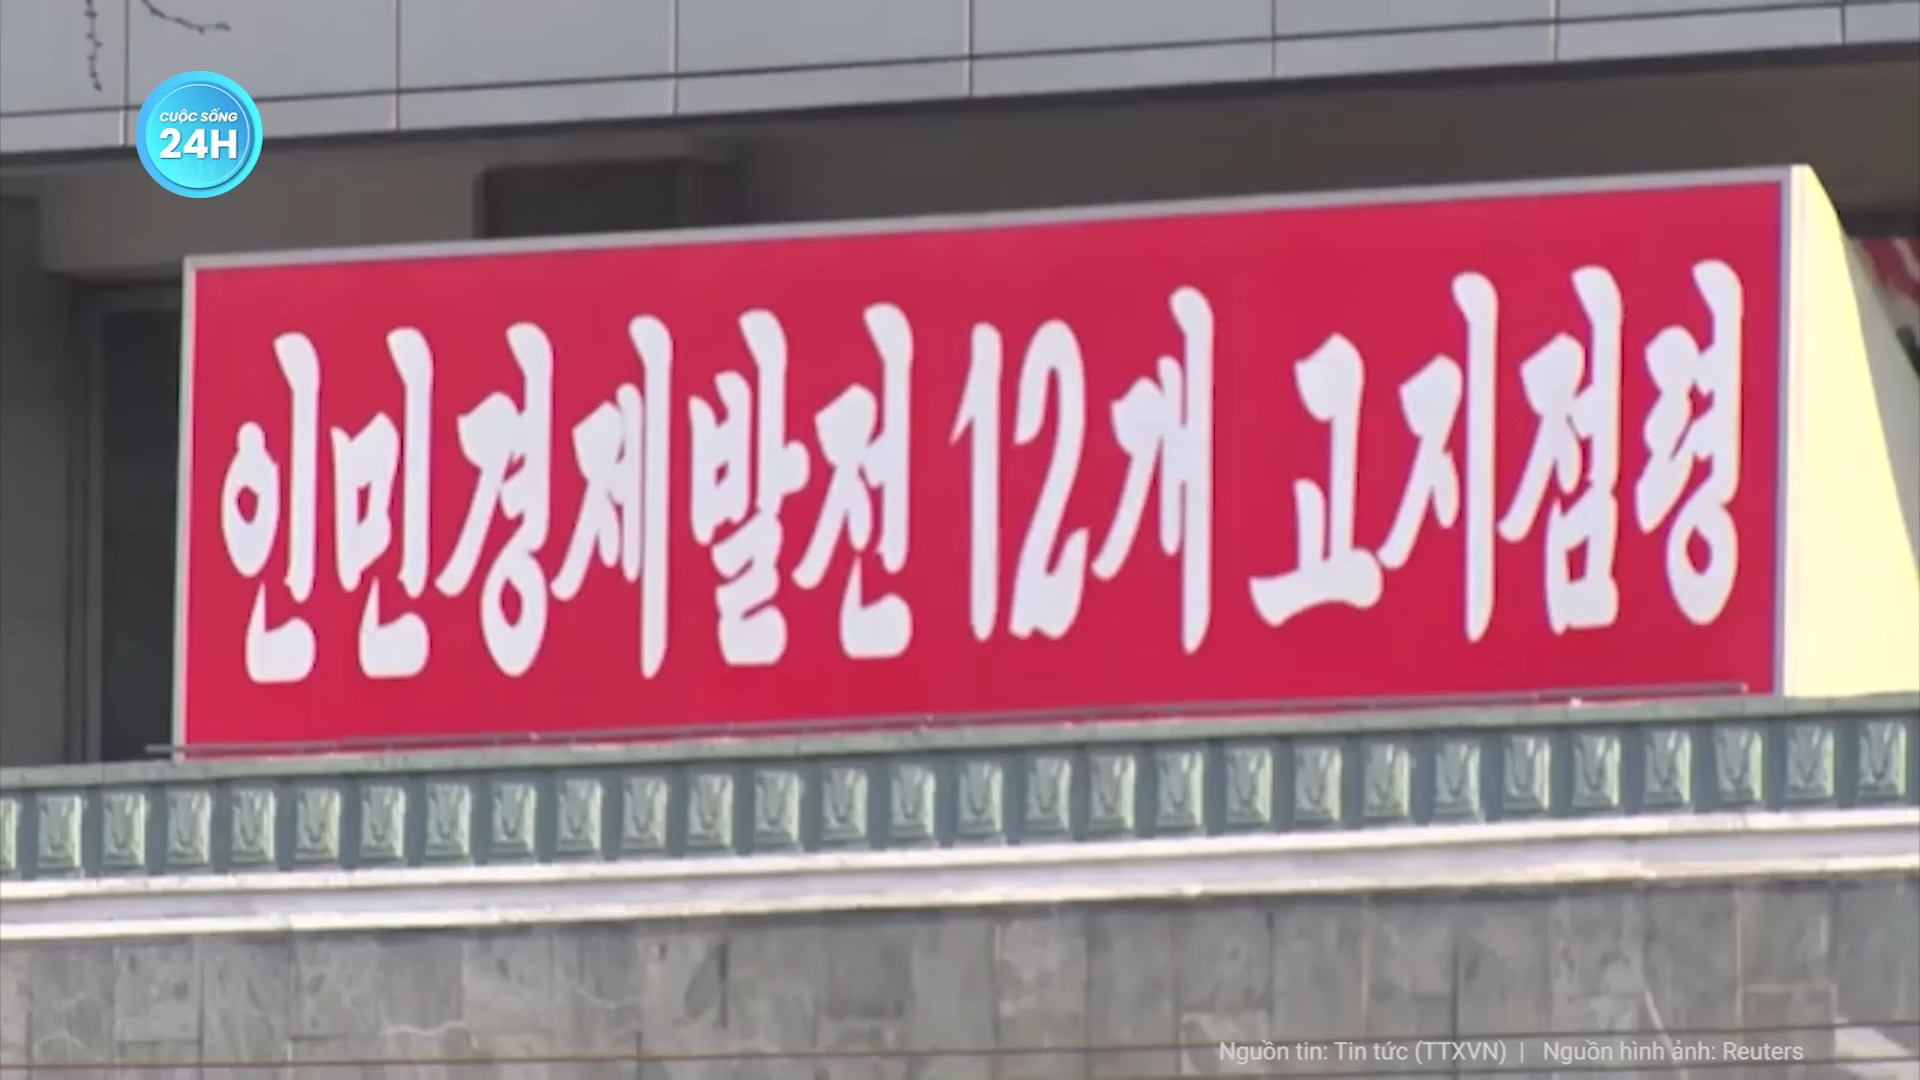 CUỘC SỐNG
24H
인민경제발전 12개 고지점령
Nguồn tin: Tin tức (TTXVN) | Nguồn hình ảnh: Reuters